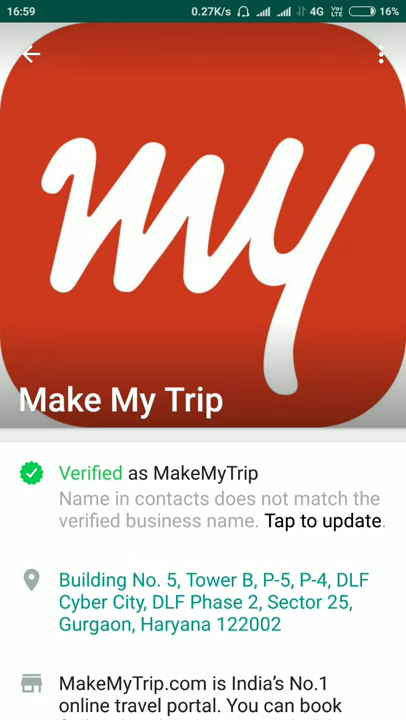 16:59 0.27K/s 4G Vo) LTE 16%
my
Make My Trip
Verified as MakeMyTrip
Name in contacts does not match the
verified business name. Tap to update.
Building No. 5, Tower B, P-5, P-4, DLF
Cyber City, DLF Phase 2, Sector 25,
Gurgaon, Haryana 122002
MakeMyTrip.com is India's No.1
online travel portal. You can book